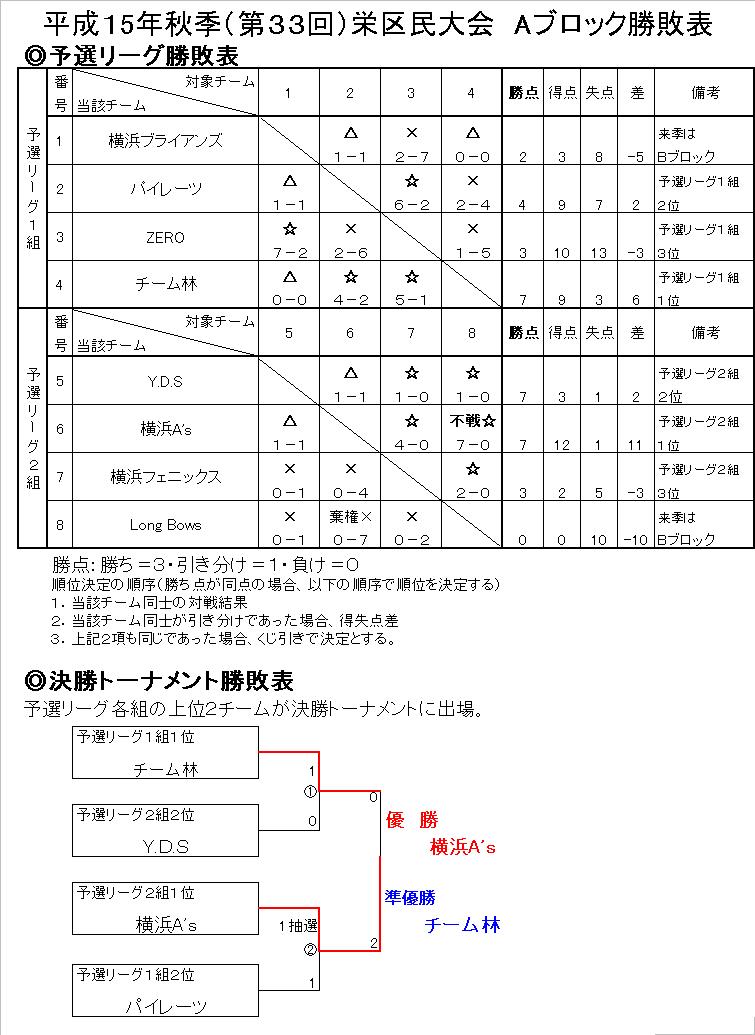 平成１５年秋季（第３３回）栄区民大会　Aブロック勝敗表
◎予選リーグ勝敗表
予選リーグ１組
番号 対象チーム 当該チーム 1 2 3 4 勝点 得点 失点 差 備考
1 横浜ブライアンズ △ １－１ × ２－７ △ ０－０ 2 3 8 -5 来季はBブロック
2 パイレーツ △ １－１ ☆ ６－２ × ２－４ 4 9 7 2 予選リーグ１組２位
3 ZERO ☆ ７－２ × ２－６ × １－５ 3 10 13 -3 予選リーグ１組３位
4 チーム林 △ ０－０ ☆ ４－２ ☆ ５－１ 7 9 3 6 予選リーグ１組１位
予選リーグ２組
番号 対象チーム 当該チーム 5 6 7 8 勝点 得点 失点 差 備考
5 Y.D.S △ １－１ ☆ １－０ ☆ １－０ 7 3 1 2 予選リーグ２組２位
6 横浜A's △ １－１ ☆ ４－０ 不戦☆ ７－０ 7 12 1 11 予選リーグ２組１位
7 横浜フェニックス × ０－１ × ０－４ ☆ ２－０ 3 2 5 -3 予選リーグ２組３位
8 Long Bows × ０－１ 棄権× ０－７ × ０－２ 0 0 10 -10 来季はBブロック
勝点：勝ち＝３・引き分け＝１・負け＝０
順位決定の順序（勝ち点が同点の場合、以下の順序で順位を決定する）
１．当該チーム同士の対戦結果
２．当該チーム同士が引き分けであった場合、得失点差
３．上記２項も同じであった場合、くじ引きで決定とする。
◎決勝トーナメント勝敗表
予選リーグ各組の上位２チームが決勝トーナメントに出場。
予選リーグ１組１位
チーム林
1
①
0
予選リーグ２組２位
Y.D.S
0
優　勝
横浜A's
予選リーグ２組１位
横浜A's
１抽選
②
1
2
準優勝
チーム林
予選リーグ１組２位
パイレーツ